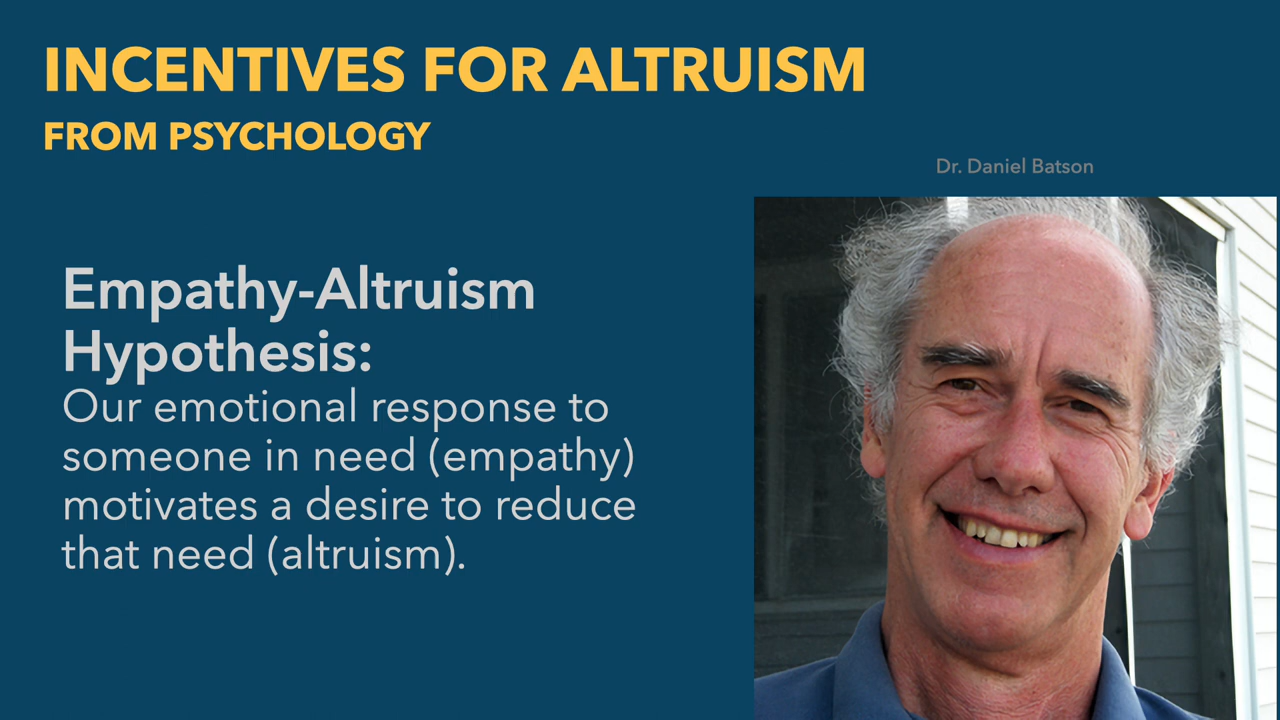 INCENTIVES FOR ALTRUISM
FROM PSYCHOLOGY
Dr. Daniel Batson
Empathy-Altruism
Hypothesis:
Our emotional response to
someone in need (empathy)
motivates a desire to reduce
that need (altruism).